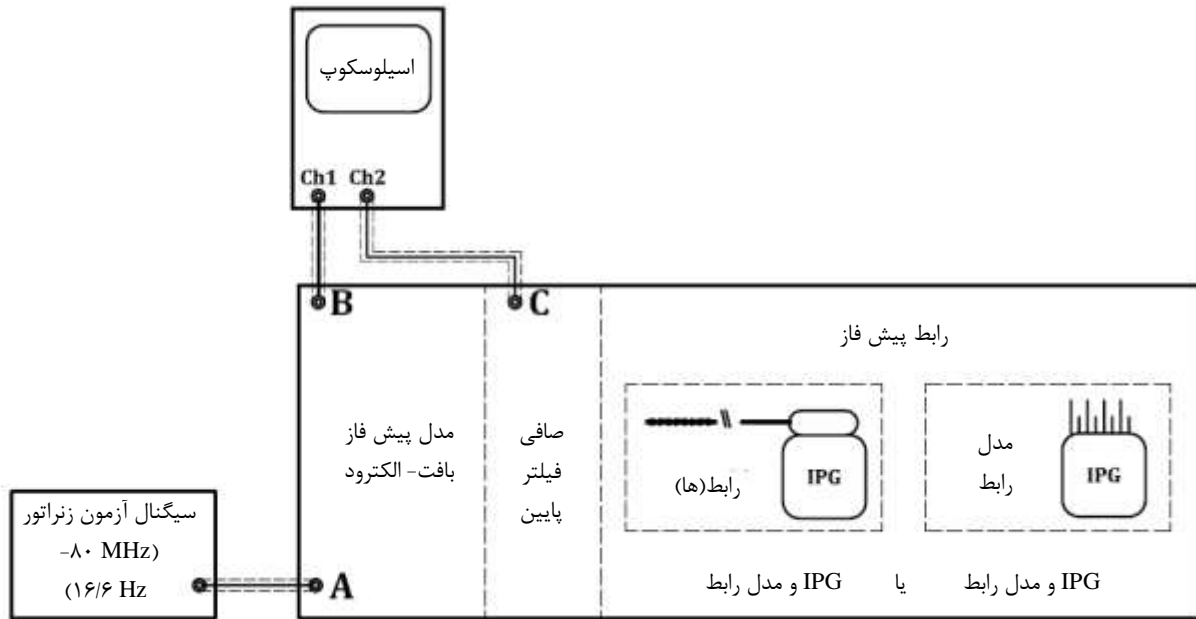 اسیلوسکوپ
Ch1 Ch2
B
C
رابط پیش فاز
مدل پیش فاز
بافت- الکترود
صافی
فیلتر
پایین
IPG
رابط(ها)
مدل
رابط
IPG
سیگنال آزمون زنراتور
(۸۰ MHz-
۱۶/۶ Hz)
A
IPG و مدل رابط
یا
IPG و مدل رابط